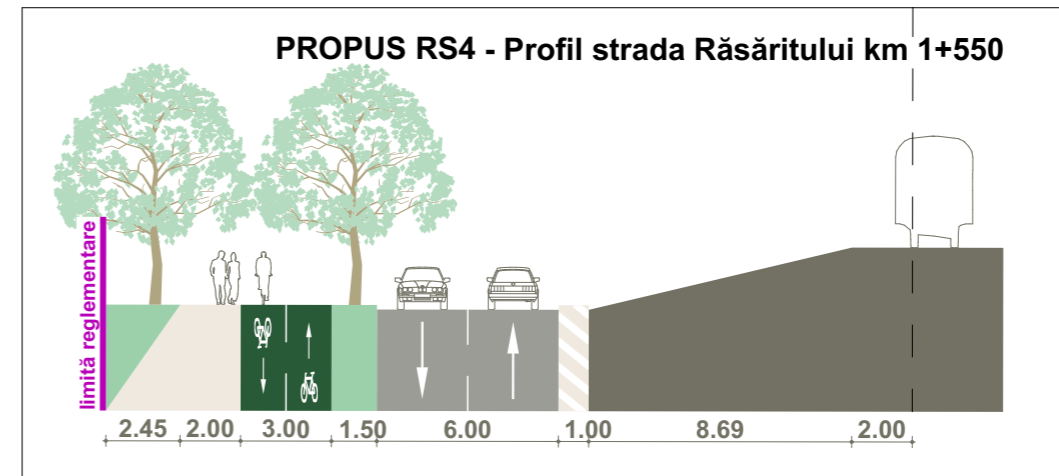 PROPUS RS4 - Profil strada Răsăritului km 1+550
limită reglementare
2.45 2.00 3.00 1.50 6.00 1.00 8.69 2.00